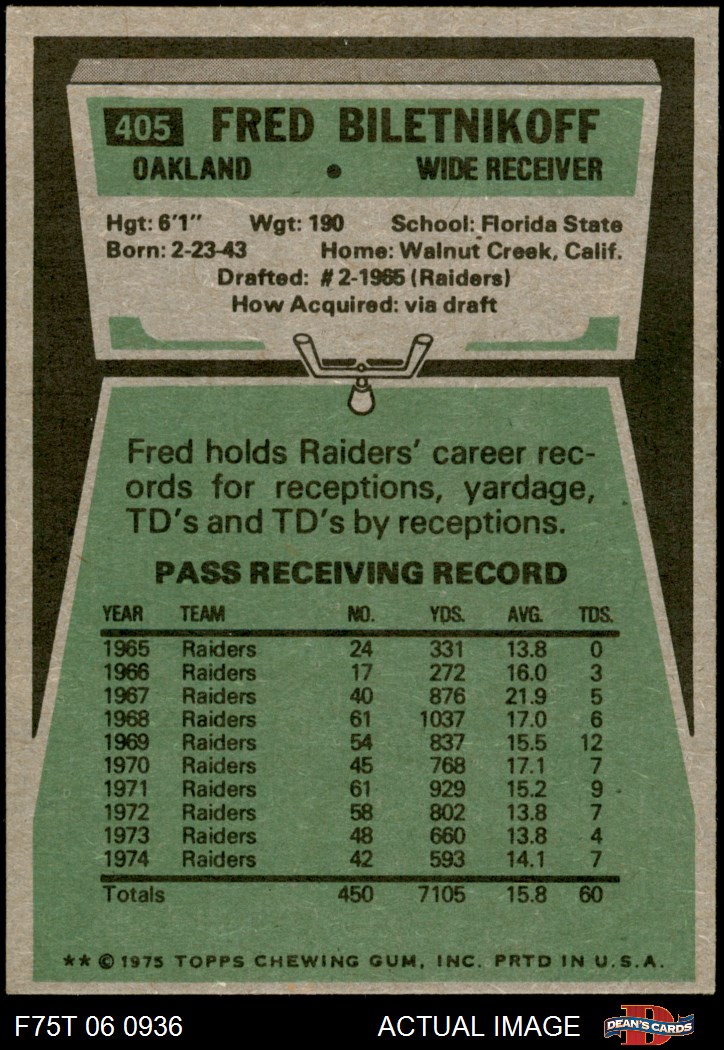 405 FRED BILETNIKOFF
OAKLAND • WIDE RECEIVER
Hgt: 6'1" Wgt: 190 School: Florida State
Born: 2-23-43 Home: Walnut Creek, Calif.
Drafted: #2-1965 (Raiders)
How Acquired: via draft
Fred holds Raiders' career rec-
ords for receptions, yardage,
TD's and TD's by receptions.
PASS RECEIVING RECORD
YEAR TEAM NO. YDS. AVG. TDS.
1965 Raiders 24 331 13.8 0
1966 Raiders 17 272 16.0 3
1967 Raiders 40 876 21.9 5
1968 Raiders 61 1037 17.0 6
1969 Raiders 54 837 15.5 12
1970 Raiders 45 768 17.1 7
1971 Raiders 61 929 15.2 9
1972 Raiders 58 802 13.8 7
1973 Raiders 48 660 13.8 4
1974 Raiders 42 593 14.1 7
Totals 450 7105 15.8 60
** © 1975 TOPPS CHEWING GUM, INC. PRTD IN U.S.A.
F75T 06 0936 ACTUAL IMAGE D DEAN'S CARDS